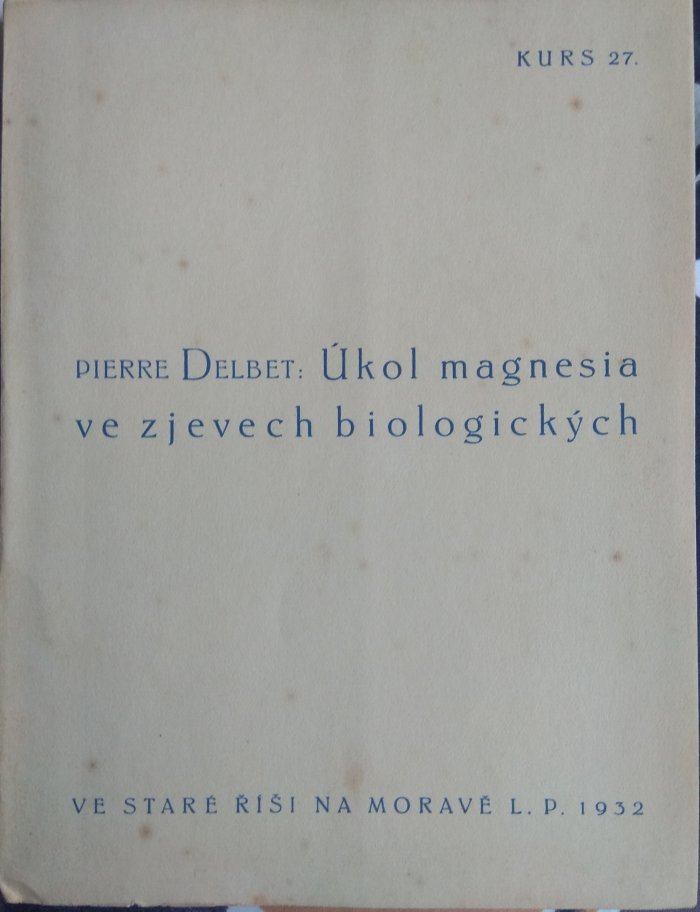 KURS 27.
PIERRE DELBET: Úkol magnesia
ve zjevech biologických
VE STARÉ ŘÍŠI NA MORAVĚ L. P. 1932